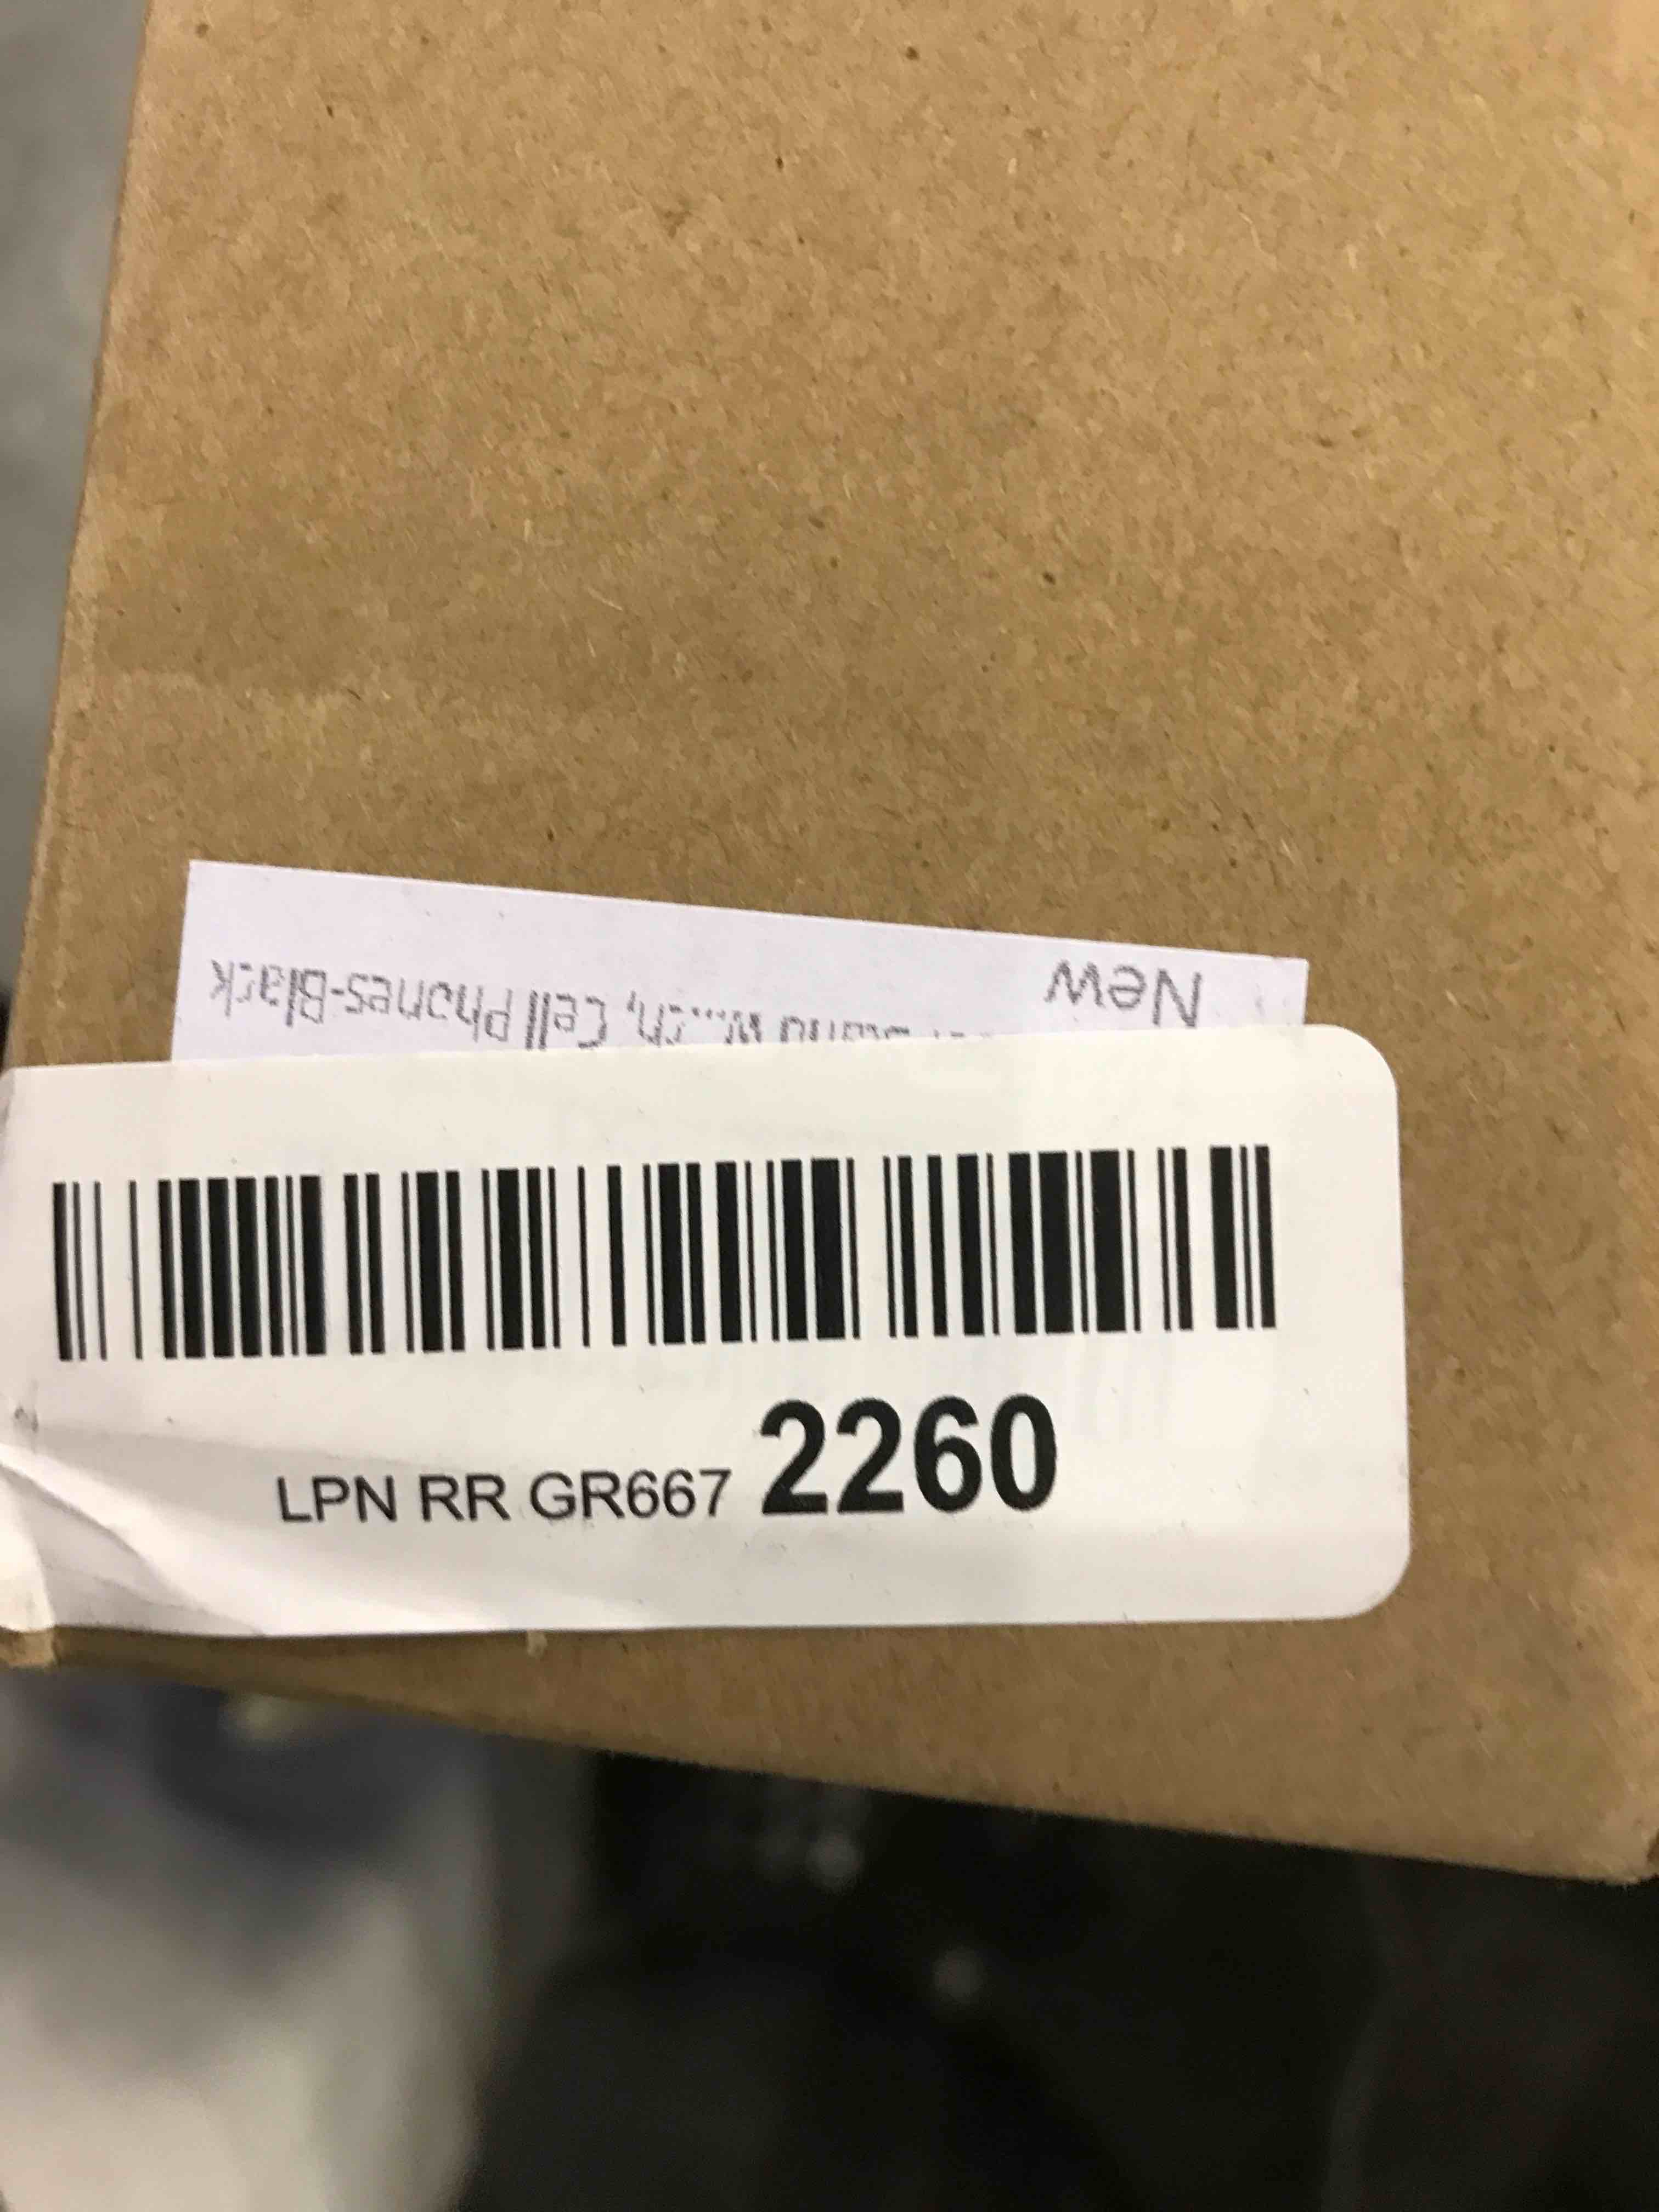 New
Cell Phones-Black
LPN RR GR667 2260